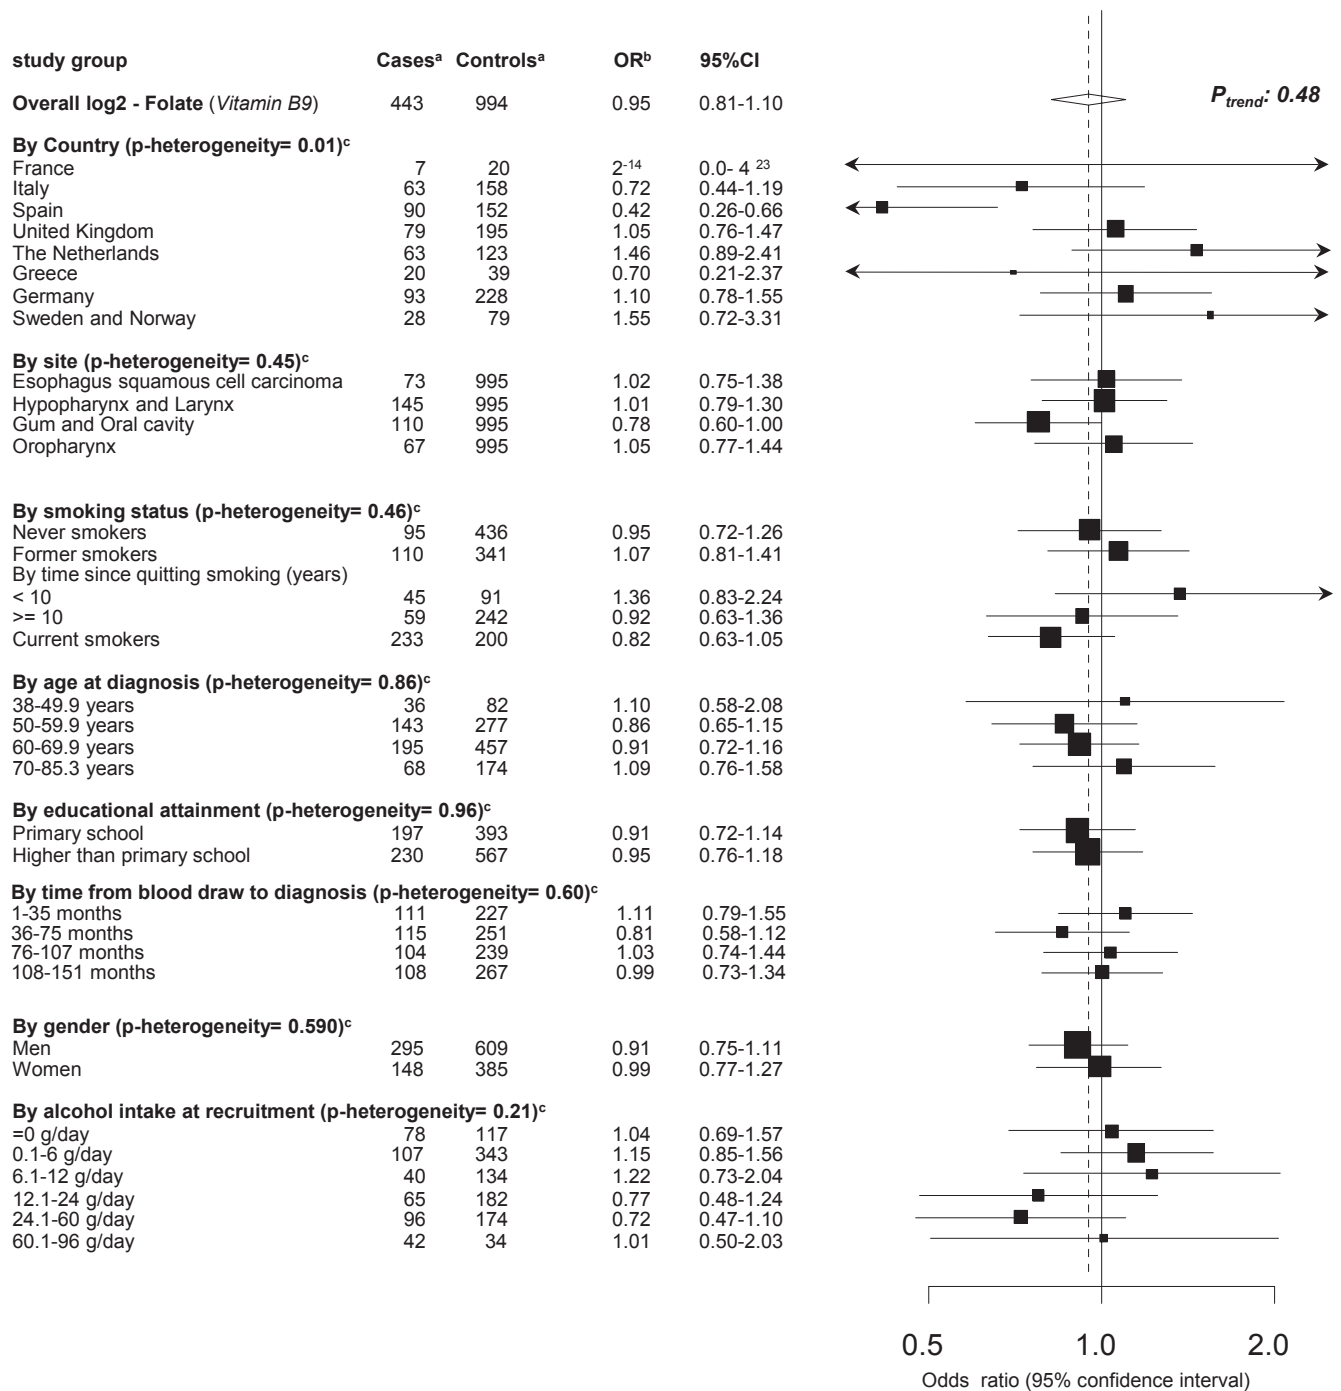 study group Casesᵃ Controlsᵃ ORᵇ 95%CI
Overall log2 - Folate (Vitamin B9) 443 994 0.95 0.81-1.10 P_trend: 0.48
By Country (p-heterogeneity= 0.01)ᶜ
France 7 20 2⁻¹⁴ 0.0- 4 ²³
Italy 63 158 0.72 0.44-1.19
Spain 90 152 0.42 0.26-0.66
United Kingdom 79 195 1.05 0.76-1.47
The Netherlands 63 123 1.46 0.89-2.41
Greece 20 39 0.70 0.21-2.37
Germany 93 228 1.10 0.78-1.55
Sweden and Norway 28 79 1.55 0.72-3.31
By site (p-heterogeneity= 0.45)ᶜ
Esophagus squamous cell carcinoma 73 995 1.02 0.75-1.38
Hypopharynx and Larynx 145 995 1.01 0.79-1.30
Gum and Oral cavity 110 995 0.78 0.60-1.00
Oropharynx 67 995 1.05 0.77-1.44
By smoking status (p-heterogeneity= 0.46)ᶜ
Never smokers 95 436 0.95 0.72-1.26
Former smokers 110 341 1.07 0.81-1.41
By time since quitting smoking (years)
< 10 45 91 1.36 0.83-2.24
>= 10 59 242 0.92 0.63-1.36
Current smokers 233 200 0.82 0.63-1.05
By age at diagnosis (p-heterogeneity= 0.86)ᶜ
38-49.9 years 36 82 1.10 0.58-2.08
50-59.9 years 143 277 0.86 0.65-1.15
60-69.9 years 195 457 0.91 0.72-1.16
70-85.3 years 68 174 1.09 0.76-1.58
By educational attainment (p-heterogeneity= 0.96)ᶜ
Primary school 197 393 0.91 0.72-1.14
Higher than primary school 230 567 0.95 0.76-1.18
By time from blood draw to diagnosis (p-heterogeneity= 0.60)ᶜ
1-35 months 111 227 1.11 0.79-1.55
36-75 months 115 251 0.81 0.58-1.12
76-107 months 104 239 1.03 0.74-1.44
108-151 months 108 267 0.99 0.73-1.34
By gender (p-heterogeneity= 0.590)ᶜ
Men 295 609 0.91 0.75-1.11
Women 148 385 0.99 0.77-1.27
By alcohol intake at recruitment (p-heterogeneity= 0.21)ᶜ
=0 g/day 78 117 1.04 0.69-1.57
0.1-6 g/day 107 343 1.15 0.85-1.56
6.1-12 g/day 40 134 1.22 0.73-2.04
12.1-24 g/day 65 182 0.77 0.48-1.24
24.1-60 g/day 96 174 0.72 0.47-1.10
60.1-96 g/day 42 34 1.01 0.50-2.03
0.5 1.0 2.0
Odds ratio (95% confidence interval)